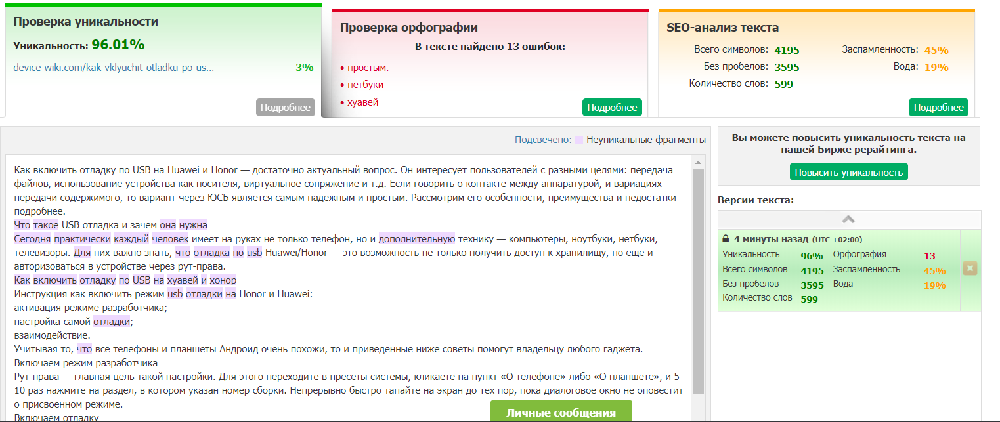 Проверка уникальности
Уникальность: 96.01%
device-wiki.com/kak-vklyuchit-otladku-po-us... 3%
Подробнее
Проверка орфографии
В тексте найдено 13 ошибок:
• простым.
• нетбуки
• хуавей
Подробнее
SEO-анализ текста
Всего символов: 4195 Заспамленность: 45%
Без пробелов: 3595 Вода: 19%
Количество слов: 599
Подробнее
Подсвечено: Неуникальные фрагменты
Как включить отладку по USB на Huawei и Honor — достаточно актуальный вопрос. Он интересует пользователей с разными целями: передача
файлов, использование устройства как носителя, виртуальное сопряжение и т.д. Если говорить о контакте между аппаратурой, и вариациях
передачи содержимого, то вариант через ЮСБ является самым надежным и простым. Рассмотрим его особенности, преимущества и недостатки
подробнее.
Что такое USB отладка и зачем она нужна
Сегодня практически каждый человек имеет на руках не только телефон, но и дополнительную технику — компьютеры, ноутбуки, нетбуки,
телевизоры. Для них важно знать, что отладка по usb Huawei/Honor — это возможность не только получить доступ к хранилищу, но еще и
авторизоваться в устройстве через рут-права.
Как включить отладку по USB на хуавей и хонор
Инструкция как включить режим usb отладки на Honor и Huawei:
активация режиме разработчика;
настройка самой отладки;
взаимодействие.
Учитывая то, что все телефоны и планшеты Андроид очень похожи, то и приведенные ниже советы помогут владельцу любого гаджета.
Включаем режим разработчика
Рут-права — главная цель такой настройки. Для этого переходите в пресеты системы, кликаете на пункт «О телефоне» либо «О планшете», и 5-
10 раз нажмите на раздел, в котором указан номер сборки. Непрерывно быстро тапайте на экран до тех пор, пока диалоговое окно не оповестит
о присвоенном режиме.
Включаем отладку
Личные сообщения
Вы можете повысить уникальность текста на
нашей Бирже рерайтинга.
Повысить уникальность
Версии текста:
4 минуты назад (UTC +02:00)
Уникальность 96% Орфография 13
Всего символов 4195 Заспамленность 45%
Без пробелов 3595 Вода 19%
Количество слов 599